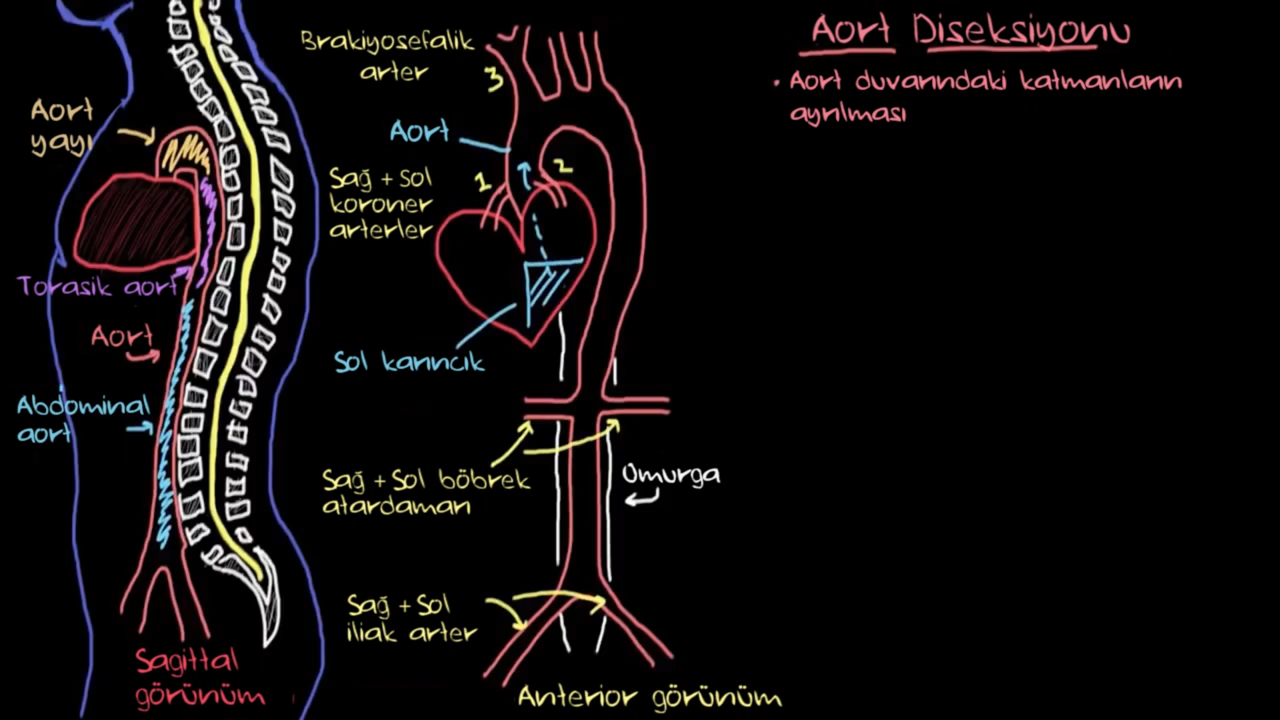 Aort
yayı
Torasik aort
Aort
Abdominal
aort
Sagittal
görünüm
Brakiyosefalik
arter
3
Aort
Sağ + Sol
koroner
arterler
1
2
Sol karıncık
Sağ + Sol böbrek
atardamarı
Omurga
Sağ + Sol
iliak arter
Anterior görünüm
Aort Diseksiyonu
• Aort duvarındaki katmanların
ayrılması